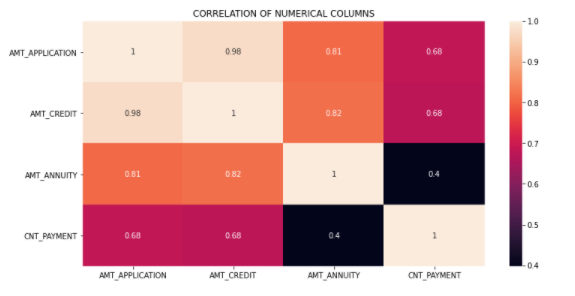 CORRELATION OF NUMERICAL COLUMNS
AMT_APPLICATION 1 0.98 0.81 0.68
AMT_CREDIT 0.98 1 0.82 0.68
AMT_ANNUITY 0.81 0.82 1 0.4
CNT_PAYMENT 0.68 0.68 0.4 1
AMT_APPLICATION AMT_CREDIT AMT_ANNUITY CNT_PAYMENT
1.0
0.9
0.8
0.7
0.6
0.5
0.4